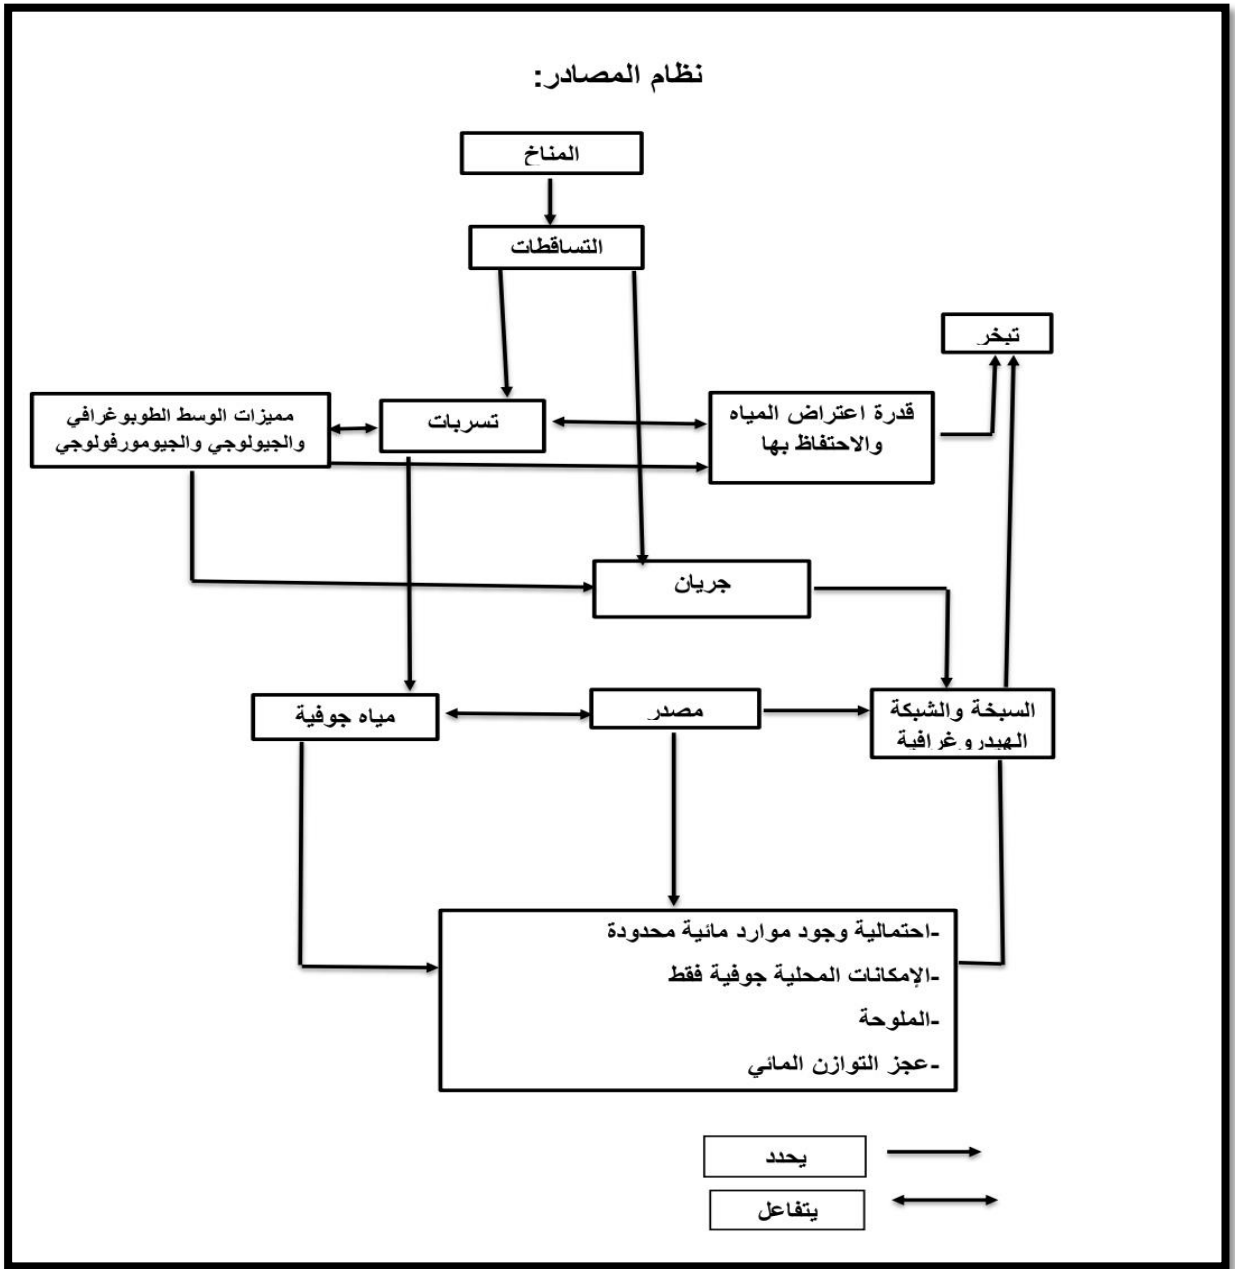 نظام المصادر:
المناخ
التساقطات
تبخر
قدرة اعتراض المياه
والاحتفاظ بها
تسربات
مميزات الوسط الطوبوغرافي
والجيولوجي والجيومورفولوجي
جريان
السبخة والشبكة
الهيدروغرافية
مصدر
مياه جوفية
-احتمالية وجود موارد مائية محدودة
-الإمكانات المحلية جوفية فقط
-الملوحة
-عجز التوازن المائي
يحدد
يتفاعل